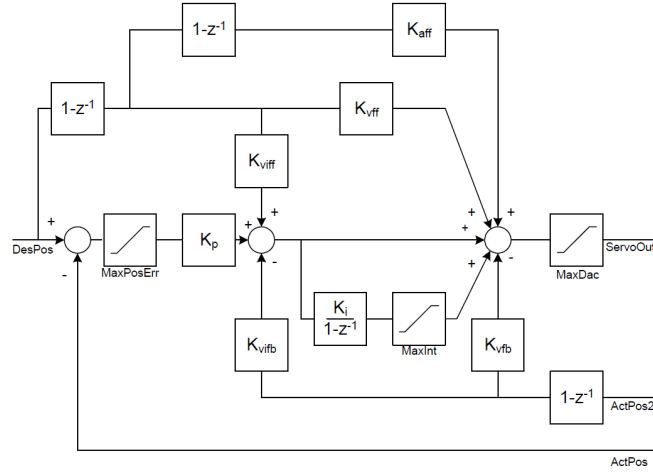 1-z⁻¹
K_aff
1-z⁻¹
K_vff
K_viff
+
+
+
+
DesPos
-
MaxPosErr
K_p
+
-
+
+
-
MaxDac
ServoOut
K_i
1-z⁻¹
MaxInt
K_vifb
K_vfb
1-z⁻¹
ActPos2
ActPos